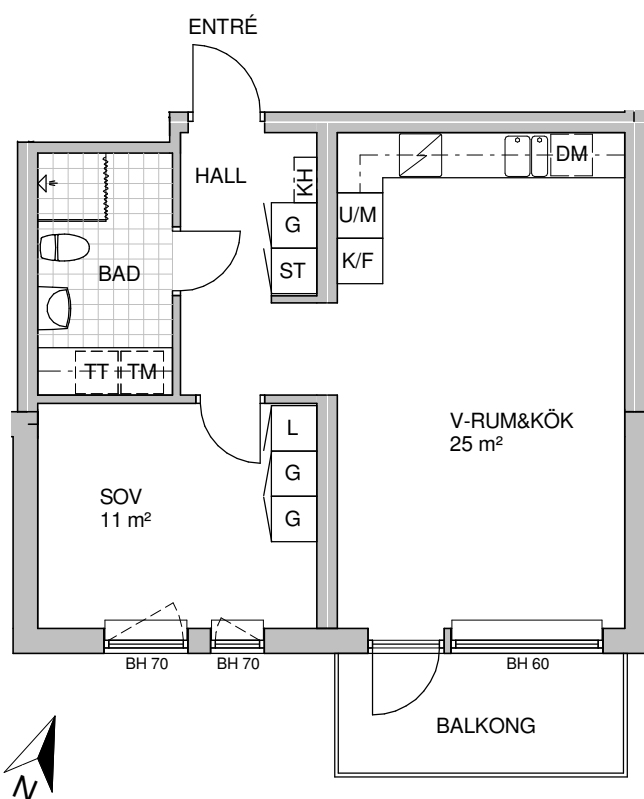 ENTRÉ
HALL
KH
DM
G
U/M
ST
K/F
BAD
TT
TM
L
V-RUM&KÖK
25 m²
G
SOV
11 m²
G
BH 70
BH 70
BH 60
BALKONG
N